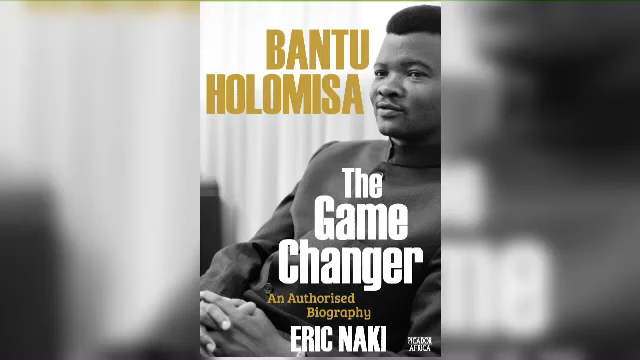 BANTU
HOLOMISA
The
Game
Changer
An Authorised
Biography
ERIC NAKI
PICADOR
AFRICA